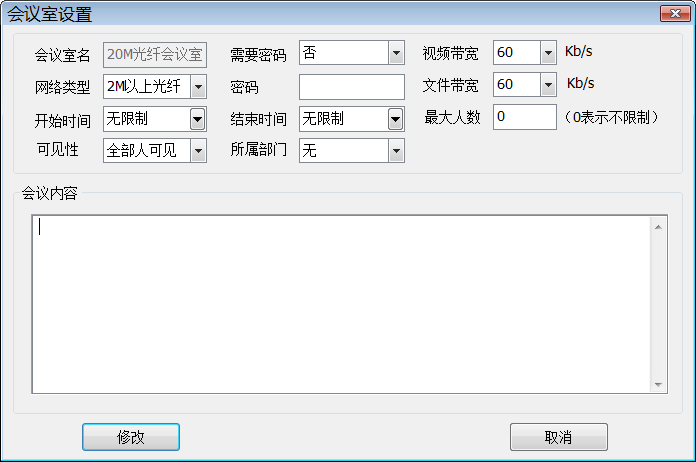 会议室设置
会议室名 20M光纤会议室 需要密码 否 视频带宽 60 Kb/s
网络类型 2M以上光纤 密码 文件带宽 60 Kb/s
开始时间 无限制 结束时间 无限制 最大人数 0 (0表示不限制)
可见性 全部人可见 所属部门 无
会议内容
修改 取消